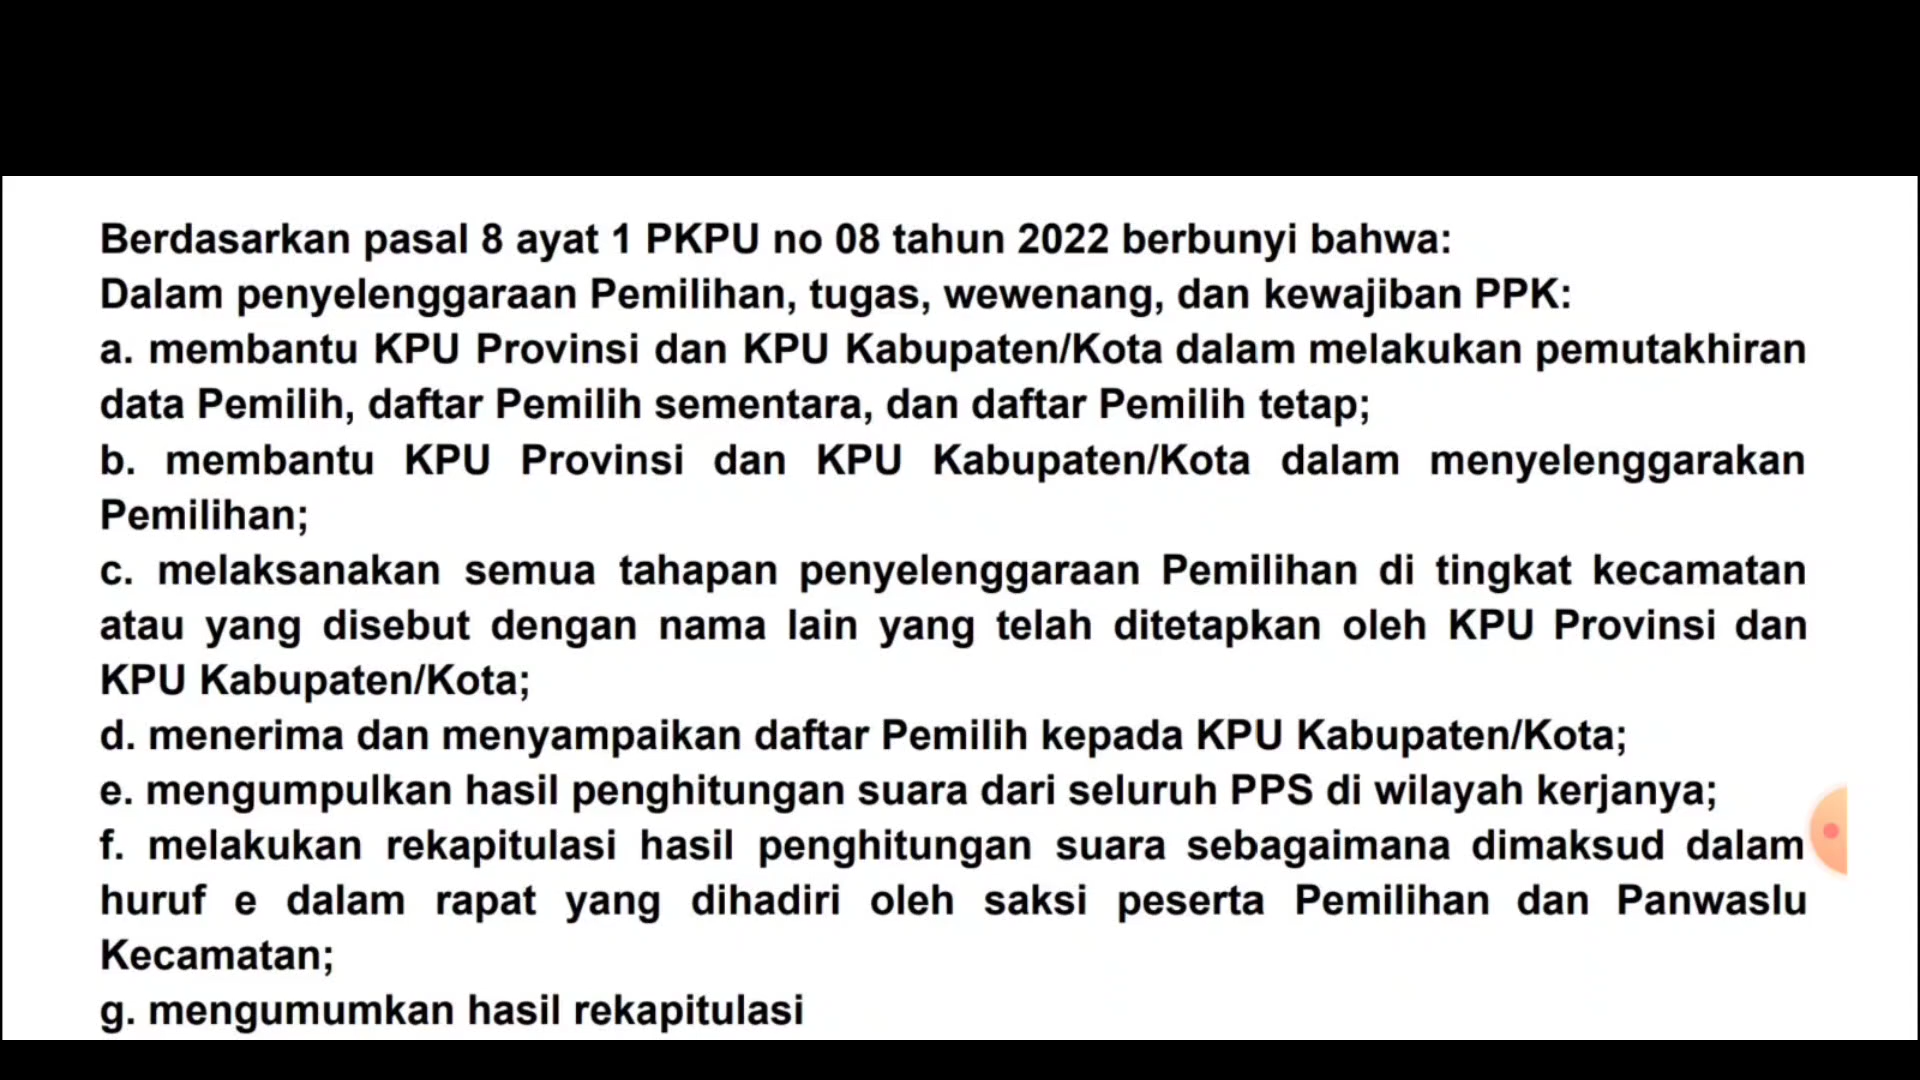 Berdasarkan pasal 8 ayat 1 PKPU no 08 tahun 2022 berbunyi bahwa:
Dalam penyelenggaraan Pemilihan, tugas, wewenang, dan kewajiban PPK:
a. membantu KPU Provinsi dan KPU Kabupaten/Kota dalam melakukan pemutakhiran
data Pemilih, daftar Pemilih sementara, dan daftar Pemilih tetap;
b. membantu KPU Provinsi dan KPU Kabupaten/Kota dalam menyelenggarakan
Pemilihan;
c. melaksanakan semua tahapan penyelenggaraan Pemilihan di tingkat kecamatan
atau yang disebut dengan nama lain yang telah ditetapkan oleh KPU Provinsi dan
KPU Kabupaten/Kota;
d. menerima dan menyampaikan daftar Pemilih kepada KPU Kabupaten/Kota;
e. mengumpulkan hasil penghitungan suara dari seluruh PPS di wilayah kerjanya;
f. melakukan rekapitulasi hasil penghitungan suara sebagaimana dimaksud dalam
huruf e dalam rapat yang dihadiri oleh saksi peserta Pemilihan dan Panwaslu
Kecamatan;
g. mengumumkan hasil rekapitulasi